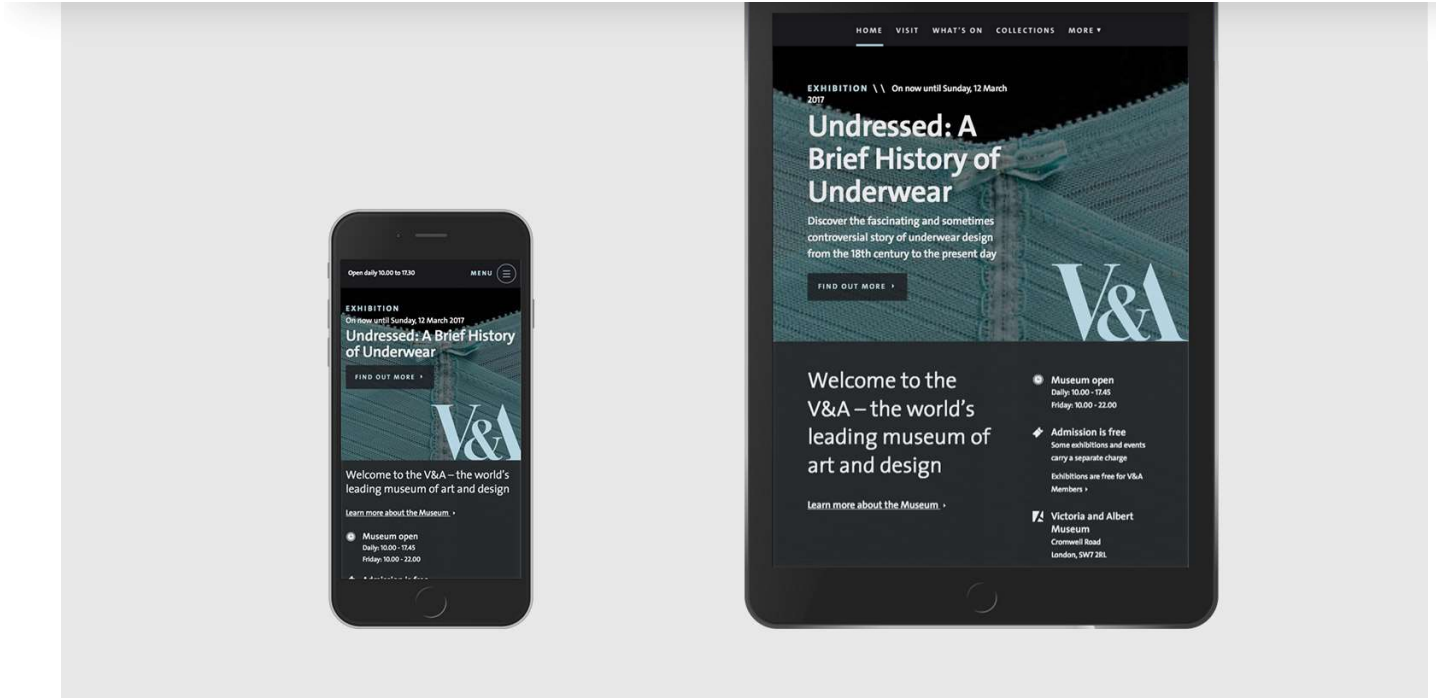 Open daily 10.00 to 17.30
MENU
EXHIBITION
On now until Sunday, 12 March 2017
Undressed: A Brief History
of Underwear
FIND OUT MORE
V&A
Welcome to the V&A – the world's
leading museum of art and design
Learn more about the Museum
Museum open
Daily: 10.00 - 17.45
Friday: 10.00 - 22.00
Admission is free
HOME VISIT WHAT'S ON COLLECTIONS MORE
EXHIBITION \\ On now until Sunday, 12 March
2017
Undressed: A
Brief History of
Underwear
Discover the fascinating and sometimes
controversial story of underwear design
from the 18th century to the present day
FIND OUT MORE
V&A
Welcome to the
V&A – the world's
leading museum of
art and design
Learn more about the Museum
Museum open
Daily: 10.00 - 17.45
Friday: 10.00 - 22.00
Admission is free
Some exhibitions and events
carry a separate charge
Exhibitions are free for V&A
Members
Victoria and Albert
Museum
Cromwell Road
London, SW7 2RL